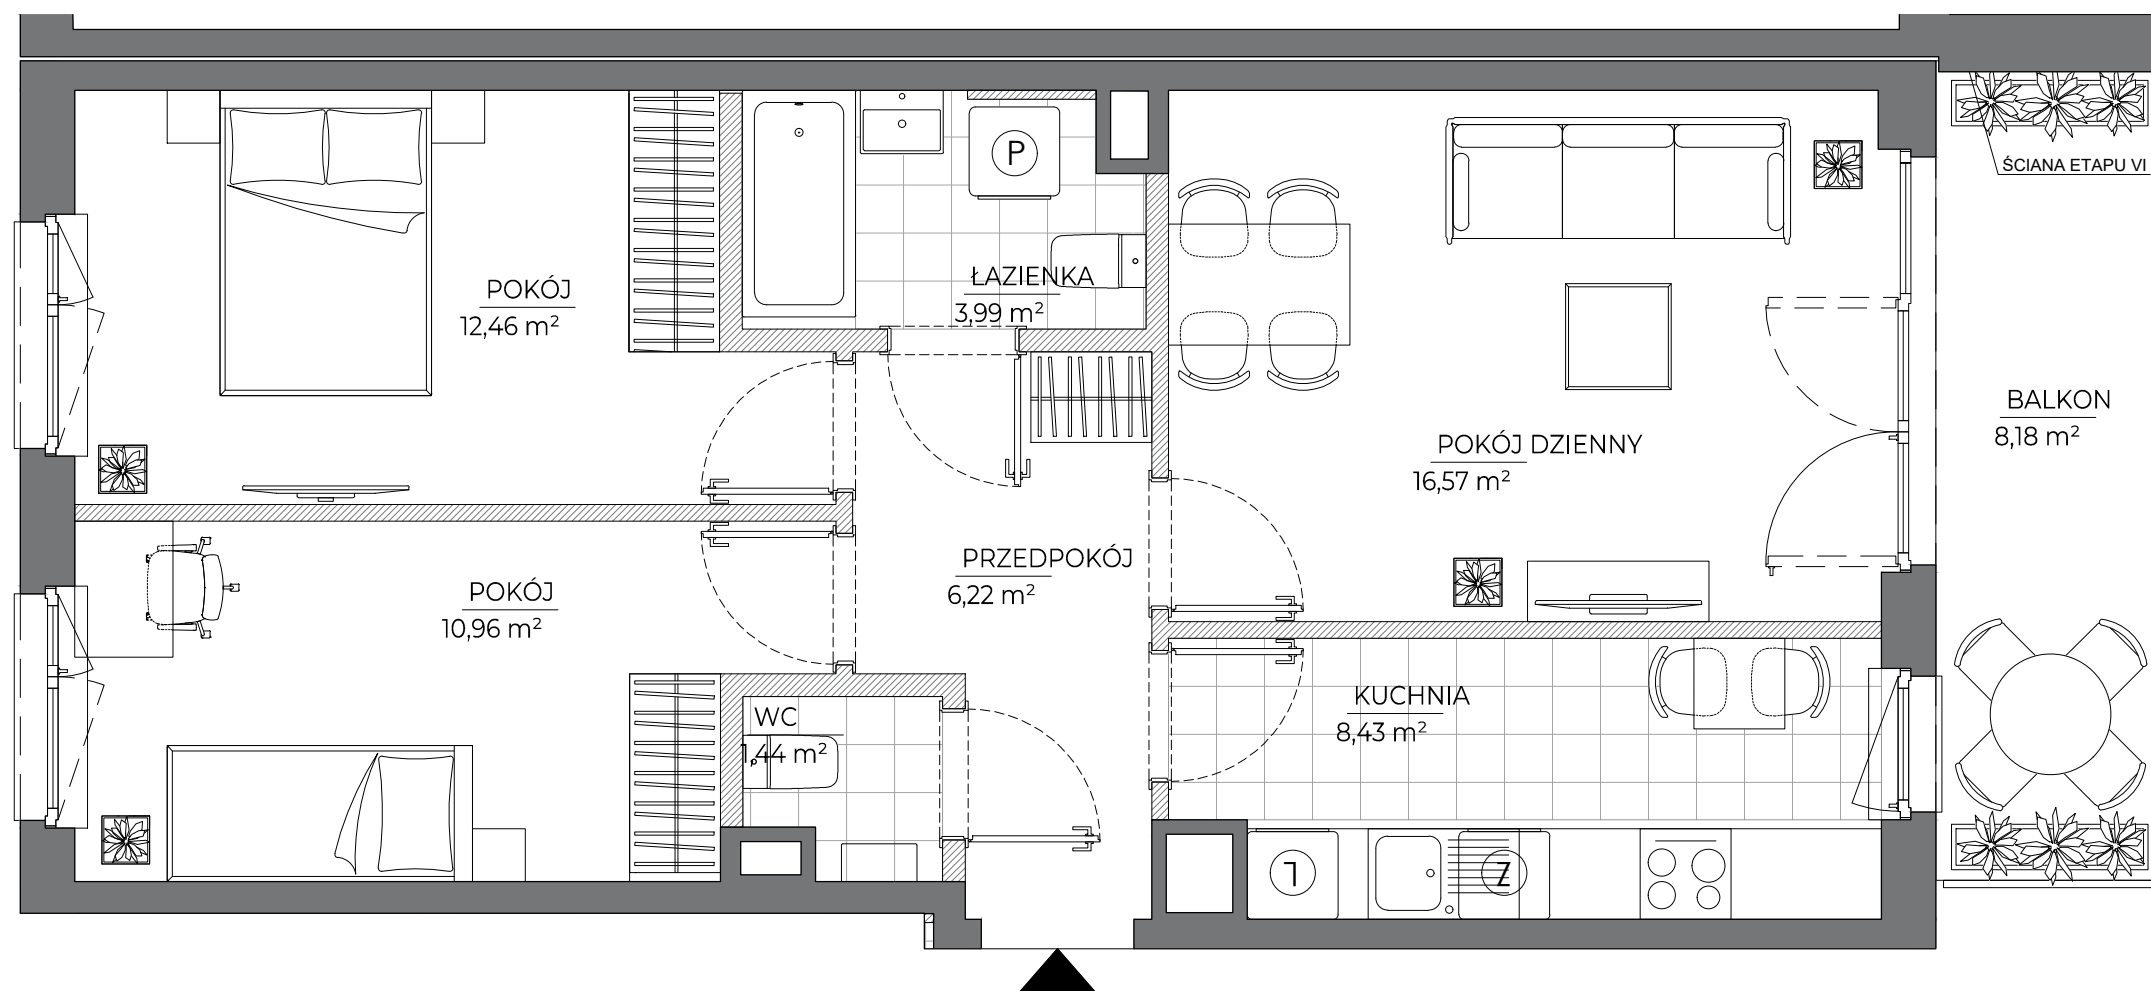 P
ŚCIANA ETAPU VI
POKÓJ
12,46 m²
ŁAZIENKA
3,99 m²
BALKON
8,18 m²
POKÓJ DZIENNY
16,57 m²
PRZEDPOKÓJ
6,22 m²
POKÓJ
10,96 m²
KUCHNIA
8,43 m²
WC
1,44 m²
L
Z